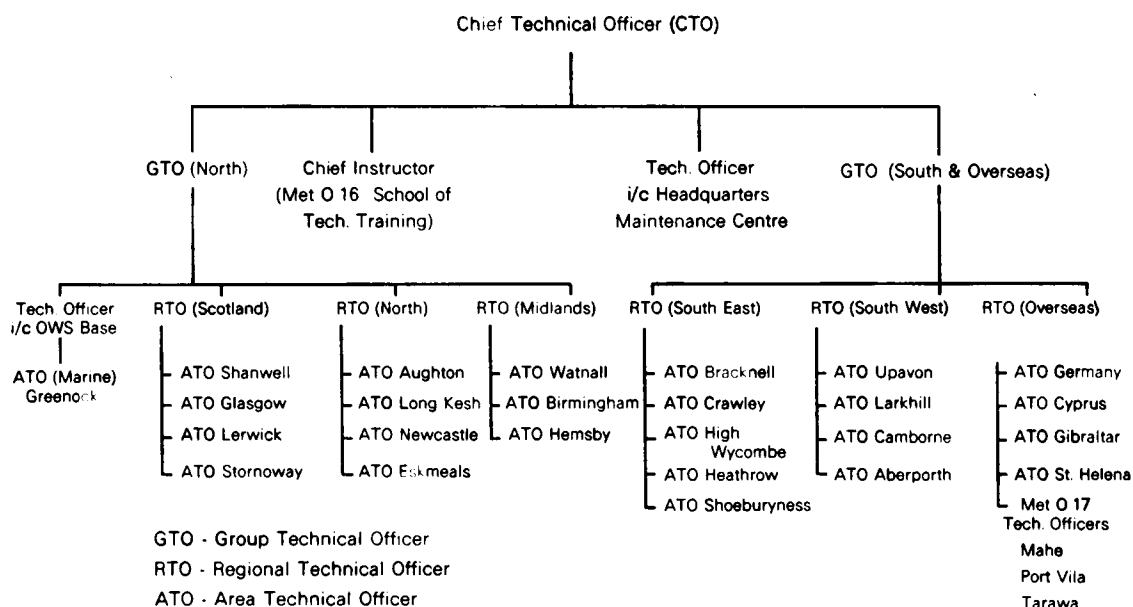 Chief Technical Officer (CTO)
GTO (North)
Chief Instructor
(Met O 16 School of
Tech. Training)
Tech. Officer
i/c Headquarters
Maintenance Centre
GTO (South & Overseas)
Tech. Officer
i/c OWS Base
ATO (Marine)
Greenock
RTO (Scotland)
ATO Shanwell
ATO Glasgow
ATO Lerwick
ATO Stornoway
RTO (North)
ATO Aughton
ATO Long Kesh
ATO Newcastle
ATO Eskmeals
RTO (Midlands)
ATO Watnall
ATO Birmingham
ATO Hemsby
RTO (South East)
ATO Bracknell
ATO Crawley
ATO High
Wycombe
ATO Heathrow
ATO Shoeburyness
RTO (South West)
ATO Upavon
ATO Larkhill
ATO Camborne
ATO Aberporth
RTO (Overseas)
ATO Germany
ATO Cyprus
ATO Gibraltar
ATO St. Helena
Met O 17
Tech. Officers
Mahe
Port Vila
Tarawa
GTO - Group Technical Officer
RTO - Regional Technical Officer
ATO - Area Technical Officer